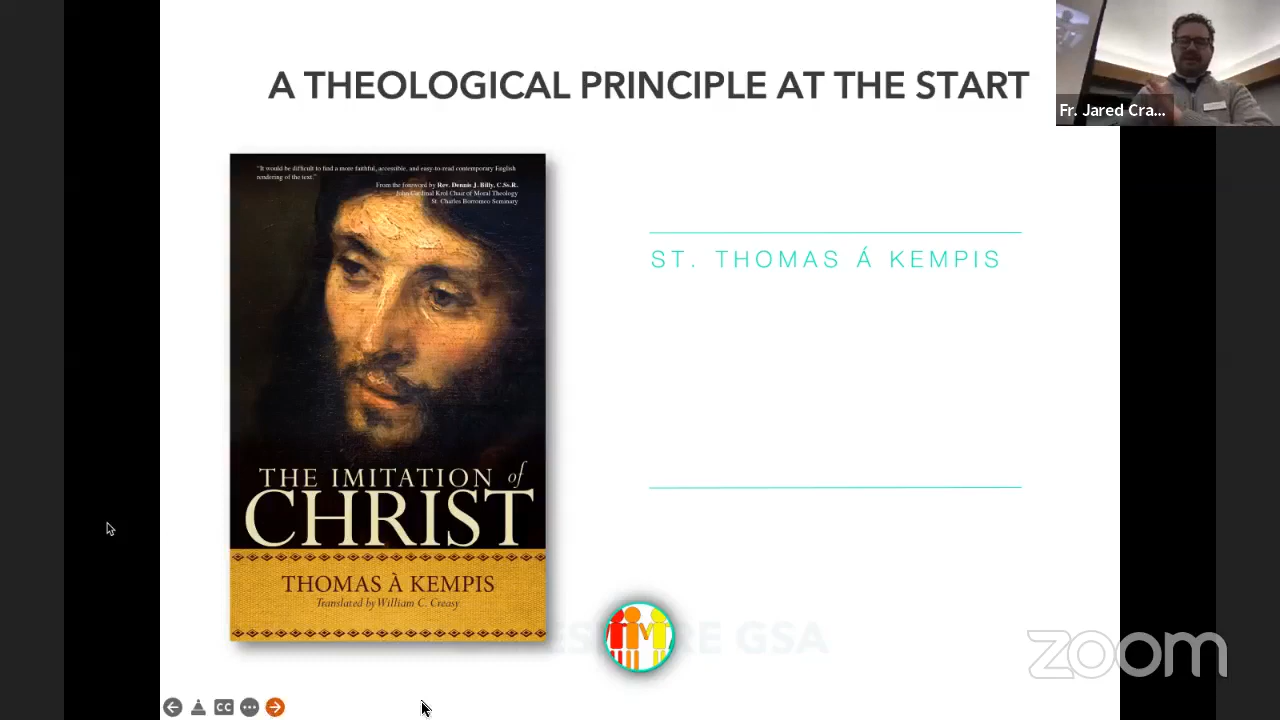 A THEOLOGICAL PRINCIPLE AT THE START
Fr. Jared Cra...
"It would be difficult to find a more faithful, accessible, and easy-to-read contemporary English
rendering of the text."
From the foreword by Rev. Dennis J. Billy, C.Ss.R.
John Cardinal Krol Chair of Moral Theology
St. Charles Borromeo Seminary
THE IMITATION of
CHRIST
THOMAS À KEMPIS
Translated by William C. Creasy
ST. THOMAS Á KEMPIS
GSA
zoom
CC